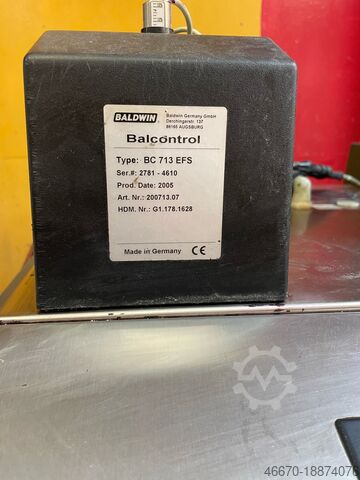 BALDWIN
Baldwin Germany GmbH
Derchingerstr. 137
86165 AUGSBURG
Balcontrol
Type: BC 713 EFS
Ser.#: 2781 - 4610
Prod. Date: 2005
Art. Nr.: 200713.07
HDM. Nr.: G1.178.1628
Made in Germany CE
46670-18874076